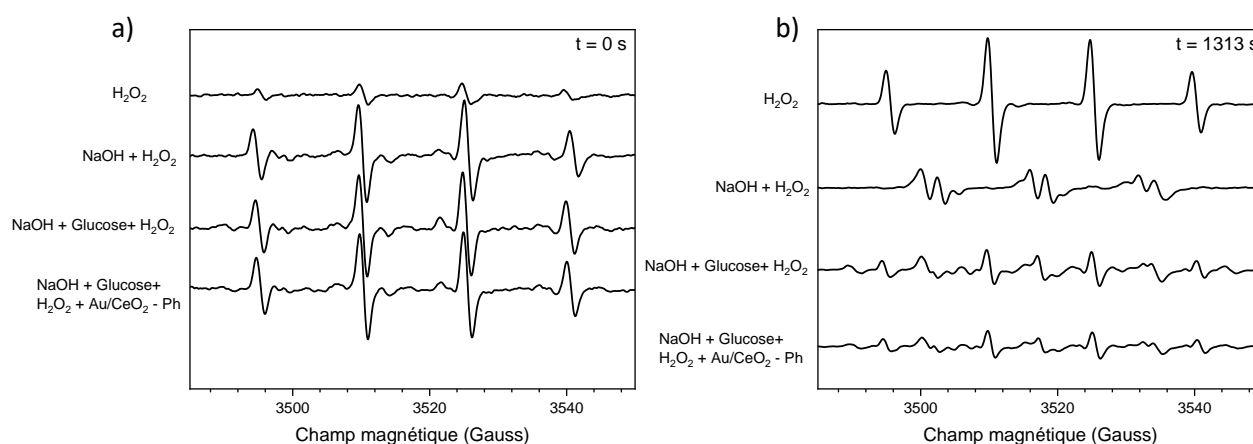 a)
t = 0 s
H₂O₂
NaOH + H₂O₂
NaOH + Glucose+ H₂O₂
NaOH + Glucose+
H₂O₂ + Au/CeO₂ - Ph
3500
3520
3540
Champ magnétique (Gauss)
b)
t = 1313 s
H₂O₂
NaOH + H₂O₂
NaOH + Glucose+ H₂O₂
NaOH + Glucose+
H₂O₂ + Au/CeO₂ - Ph
3500
3520
3540
Champ magnétique (Gauss)